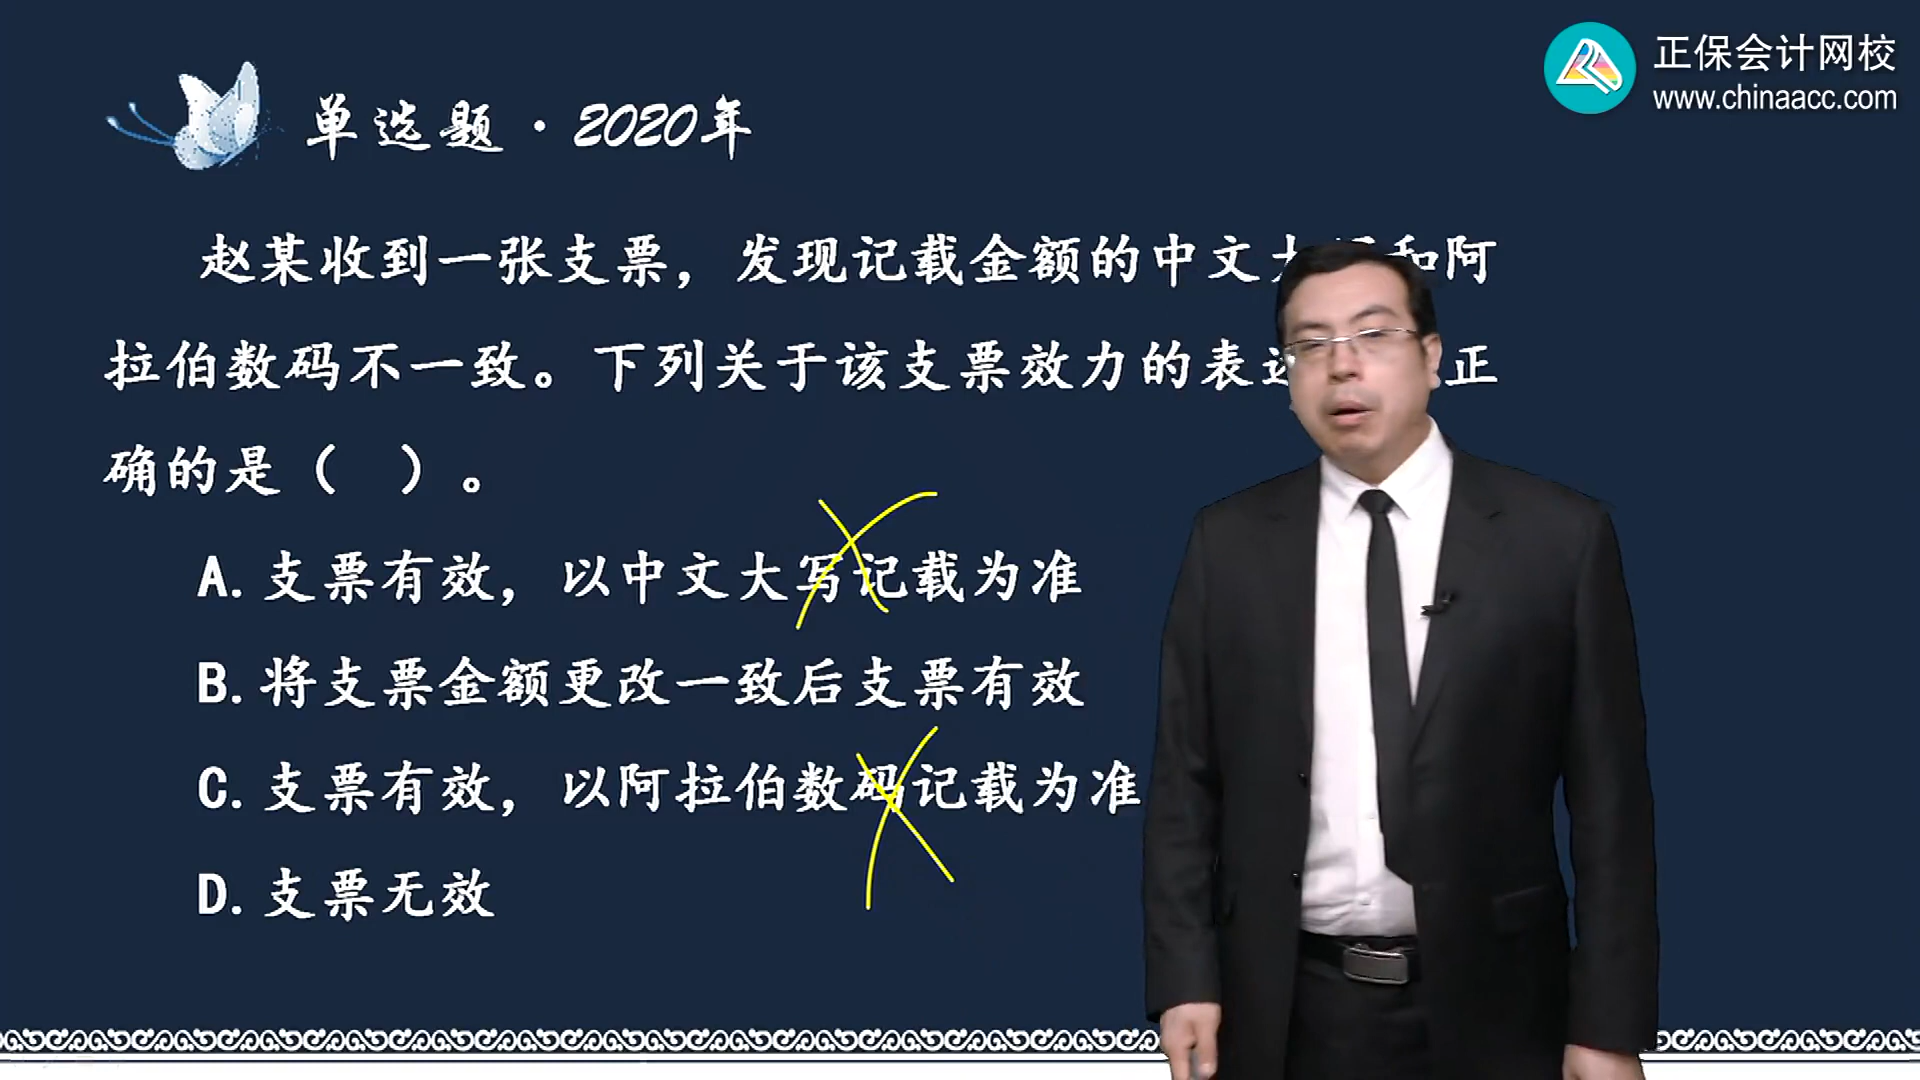 正保会计网校
www.chinaacc.com
单选题·2020年
赵某收到一张支票，发现记载金额的中文大 和阿
拉伯数码不一致。下列关于该支票效力的表 正
确的是（ ）。
A.支票有效，以中文大写记载为准
B.将支票金额更改一致后支票有效
C.支票有效，以阿拉伯数码记载为准
D.支票无效